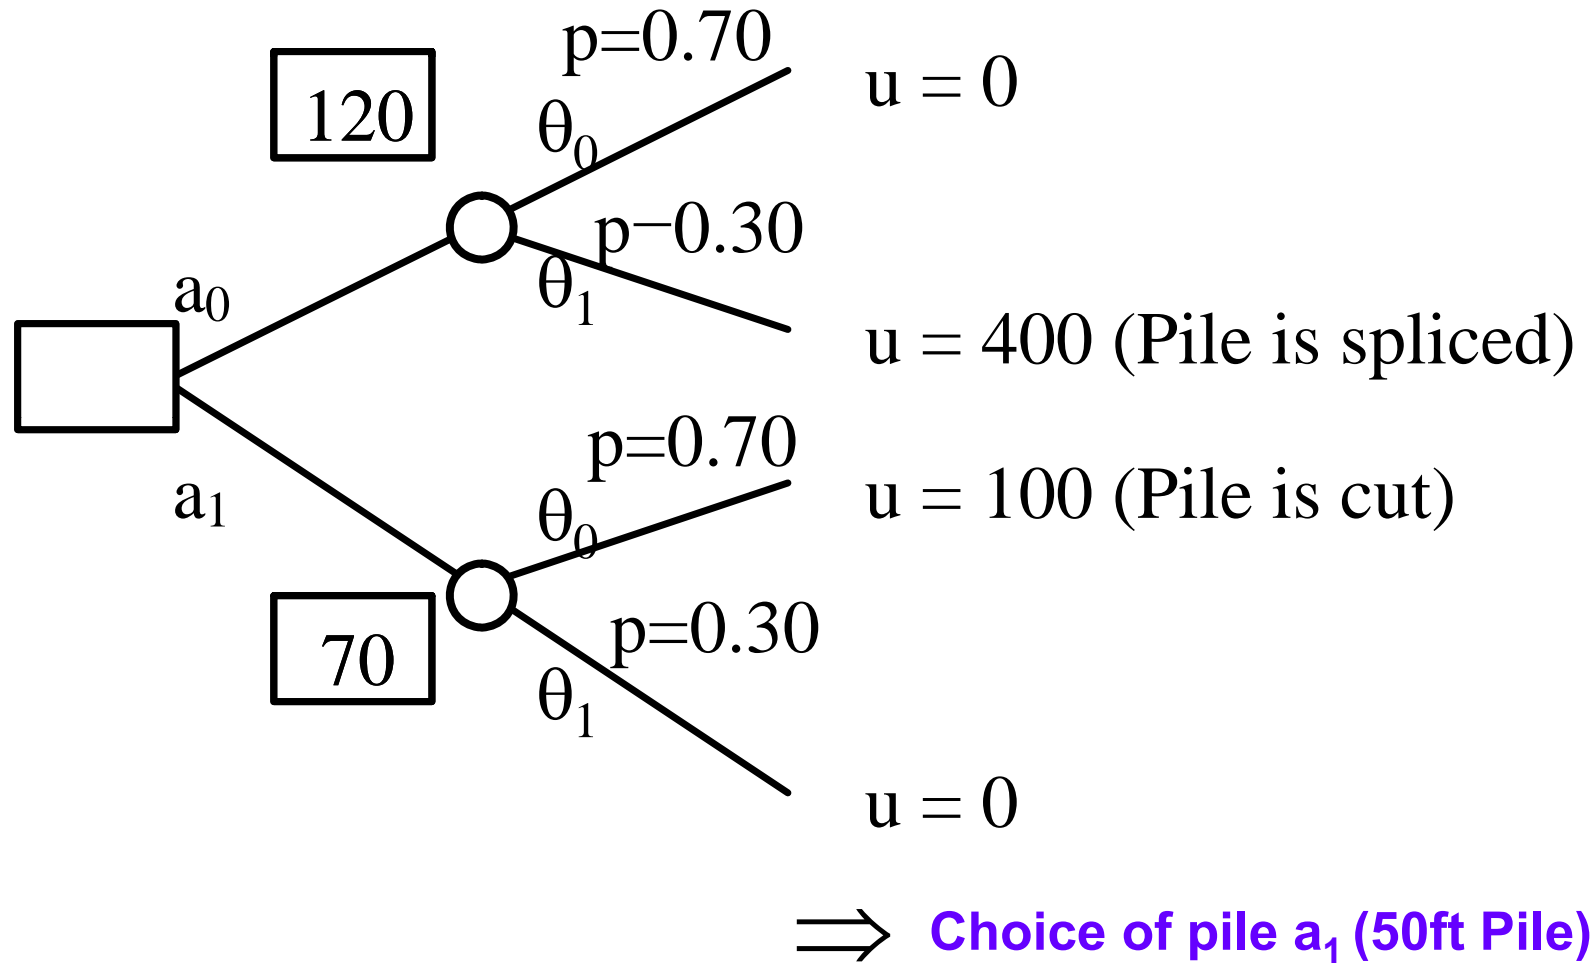 p=0.70
120
u = 0
θ₀
p−0.30
θ₁
a₀
u = 400 (Pile is spliced)
p=0.70
u = 100 (Pile is cut)
a₁
θ₀
p=0.30
70
θ₁
u = 0
⇒ Choice of pile a₁ (50ft Pile)